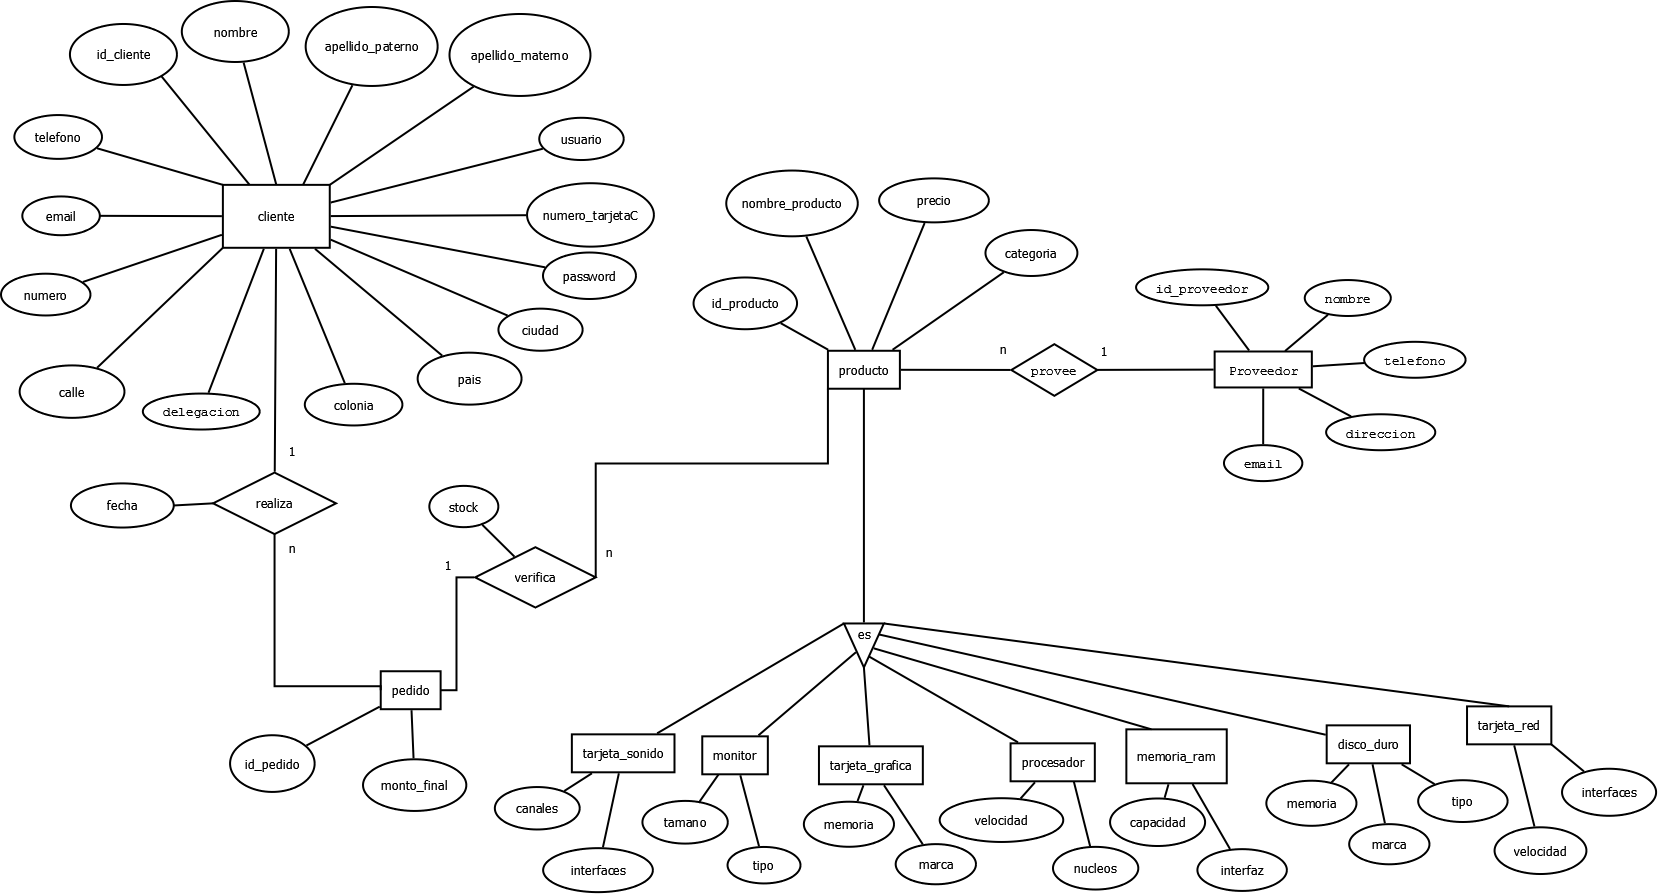 id_cliente
nombre
apellido_paterno
apellido_materno
telefono
usuario
email
cliente
numero_tarjetaC
numero
password
ciudad
calle
delegacion
colonia
pais
1
fecha
realiza
n
nombre_producto
precio
categoria
id_producto
producto
n
provee
1
id_proveedor
nombre
telefono
Proveedor
direccion
email
stock
1
verifica
n
pedido
id_pedido
monto_final
es
tarjeta_sonido
monitor
tarjeta_grafica
procesador
memoria_ram
disco_duro
tarjeta_red
canales
interfaces
tamano
tipo
memoria
marca
velocidad
nucleos
capacidad
interfaz
memoria
marca
tipo
velocidad
interfaces